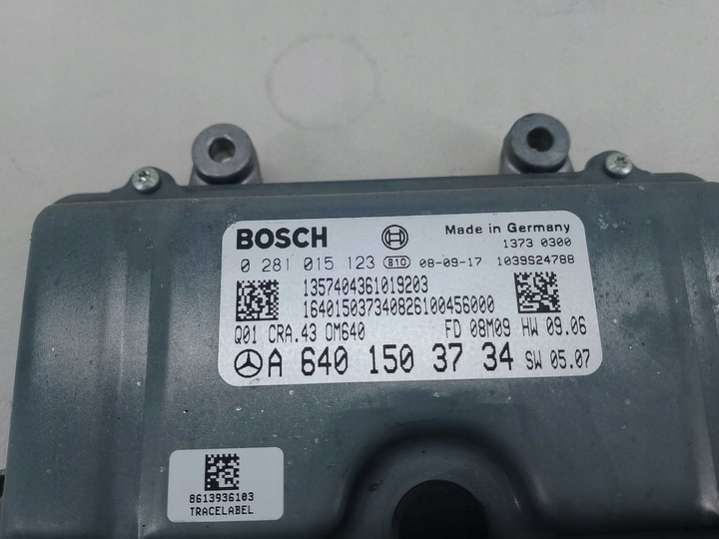 BOSCH Made in Germany
1373 0300
0 281 015 123 810 08-09-17 1039S24788
1357404361019203
164015037340826100456000
Q01 CRA.43 OM640 FD 08M09 HW 09.06
A 640 150 37 34 SW 05.07
8613936103
TRACELABEL